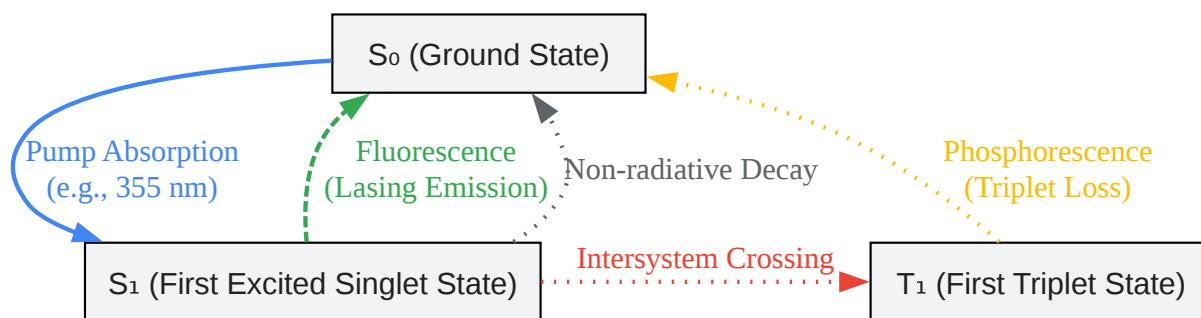 S₀ (Ground State)
Pump Absorption
(e.g., 355 nm)
Fluorescence
(Lasing Emission)
Non-radiative Decay
Phosphorescence
(Triplet Loss)
Intersystem Crossing
S₁ (First Excited Singlet State)
T₁ (First Triplet State)